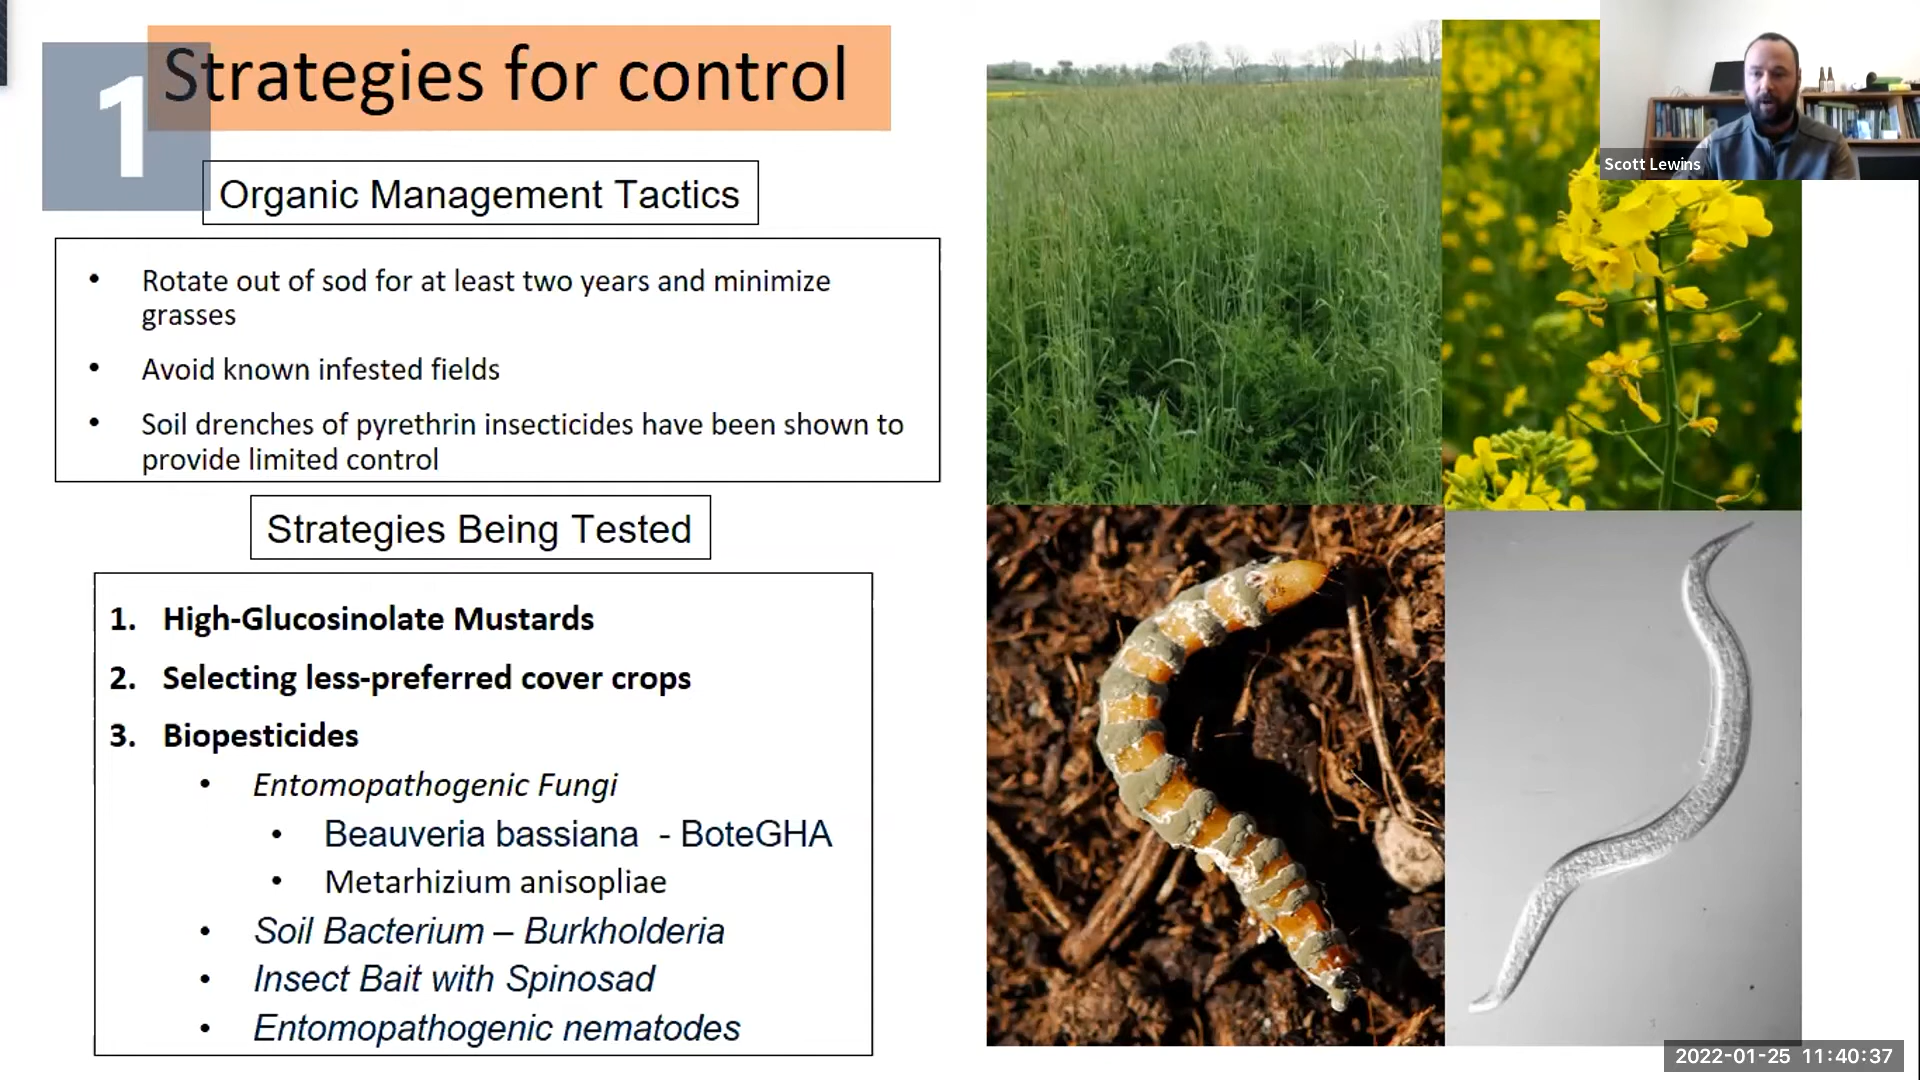 1
Strategies for control
Scott Lewins
Organic Management Tactics
• Rotate out of sod for at least two years and minimize
grasses
• Avoid known infested fields
• Soil drenches of pyrethrin insecticides have been shown to
provide limited control
Strategies Being Tested
1. High-Glucosinolate Mustards
2. Selecting less-preferred cover crops
3. Biopesticides
• Entomopathogenic Fungi
• Beauveria bassiana - BoteGHA
• Metarhizium anisopliae
• Soil Bacterium – Burkholderia
• Insect Bait with Spinosad
• Entomopathogenic nematodes
2022-01-25 11:40:37